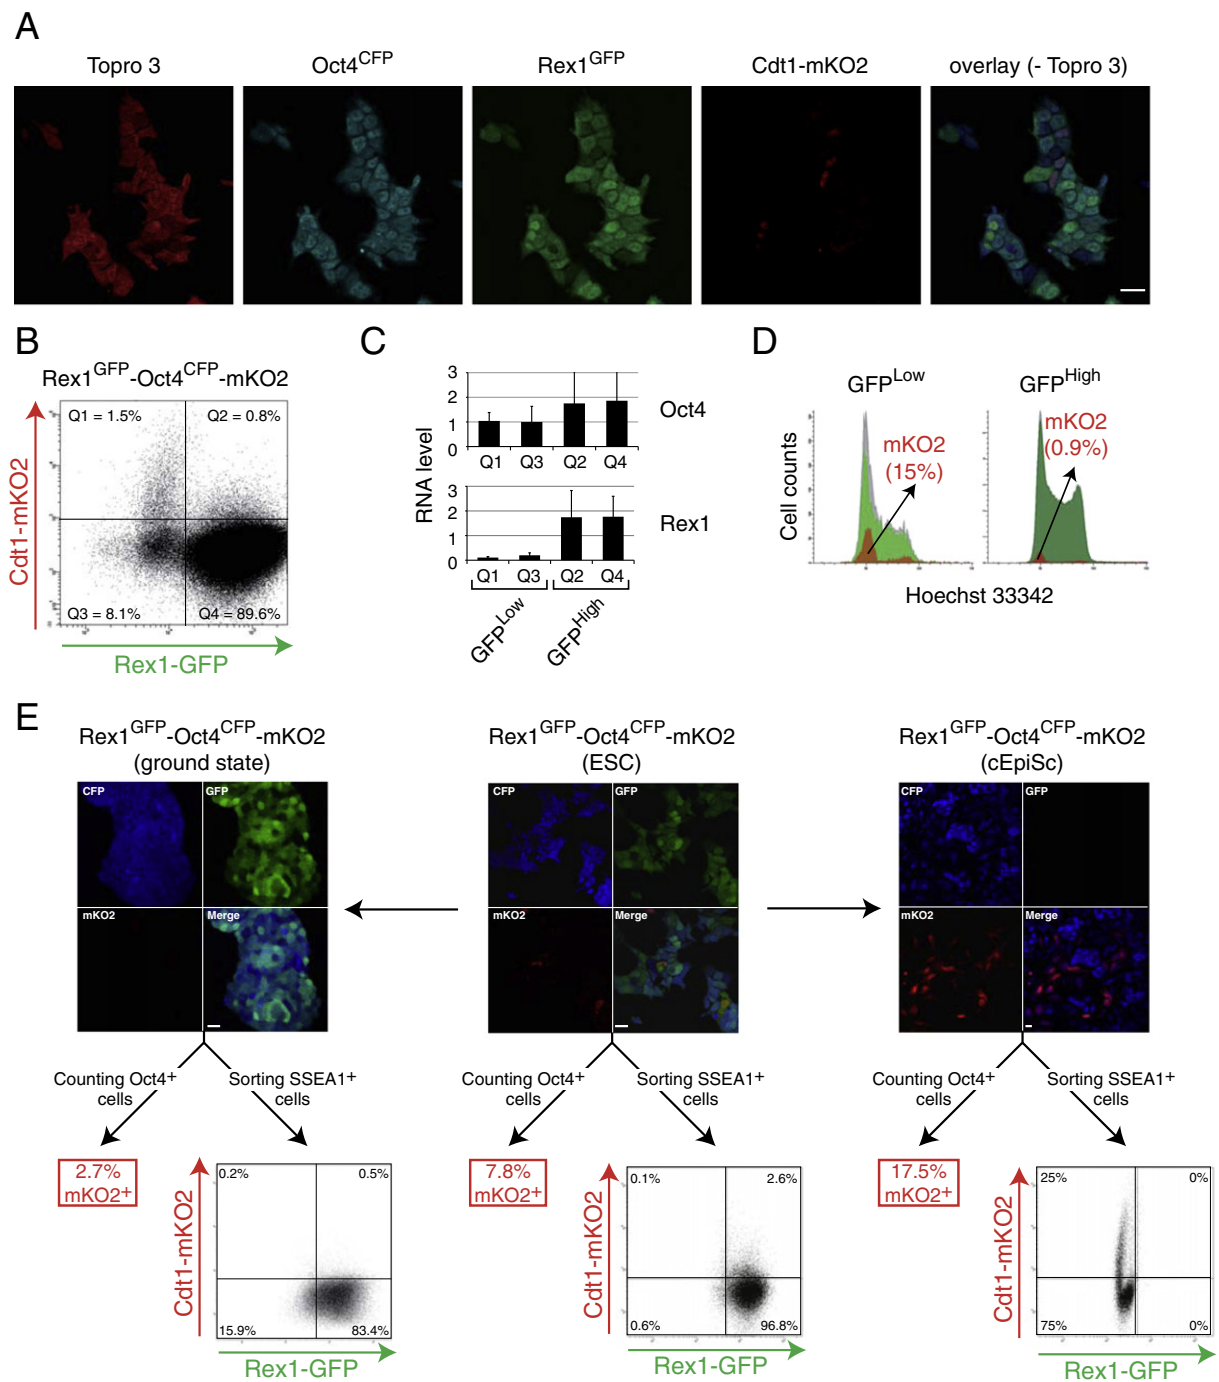 A
Topro 3
Oct4CFP
Rex1GFP
Cdt1-mKO2
overlay (- Topro 3)
B
Rex1GFP-Oct4CFP-mKO2
Q1 = 1.5%
Q2 = 0.8%
Q3 = 8.1%
Q4 = 89.6%
Cdt1-mKO2
Rex1-GFP
C
RNA level
3
2
1
0
Q1 Q3 Q2 Q4
Oct4
3
2
1
0
Q1 Q3 Q2 Q4
Rex1
GFPLow
GFPHigh
D
GFPLow
GFPHigh
mKO2
(15%)
mKO2
(0.9%)
Cell counts
Hoechst 33342
E
Rex1GFP-Oct4CFP-mKO2
(ground state)
CFP
GFP
mKO2
Merge
Rex1GFP-Oct4CFP-mKO2
(ESC)
CFP
GFP
mKO2
Merge
Rex1GFP-Oct4CFP-mKO2
(cEpiSc)
CFP
GFP
mKO2
Merge
Counting Oct4+
cells
Sorting SSEA1+
cells
2.7%
mKO2+
Cdt1-mKO2
0.2%
0.5%
15.9%
83.4%
Rex1-GFP
Counting Oct4+
cells
Sorting SSEA1+
cells
7.8%
mKO2+
Cdt1-mKO2
0.1%
2.6%
0.6%
96.8%
Rex1-GFP
Counting Oct4+
cells
Sorting SSEA1+
cells
17.5%
mKO2+
Cdt1-mKO2
25%
0%
75%
0%
Rex1-GFP